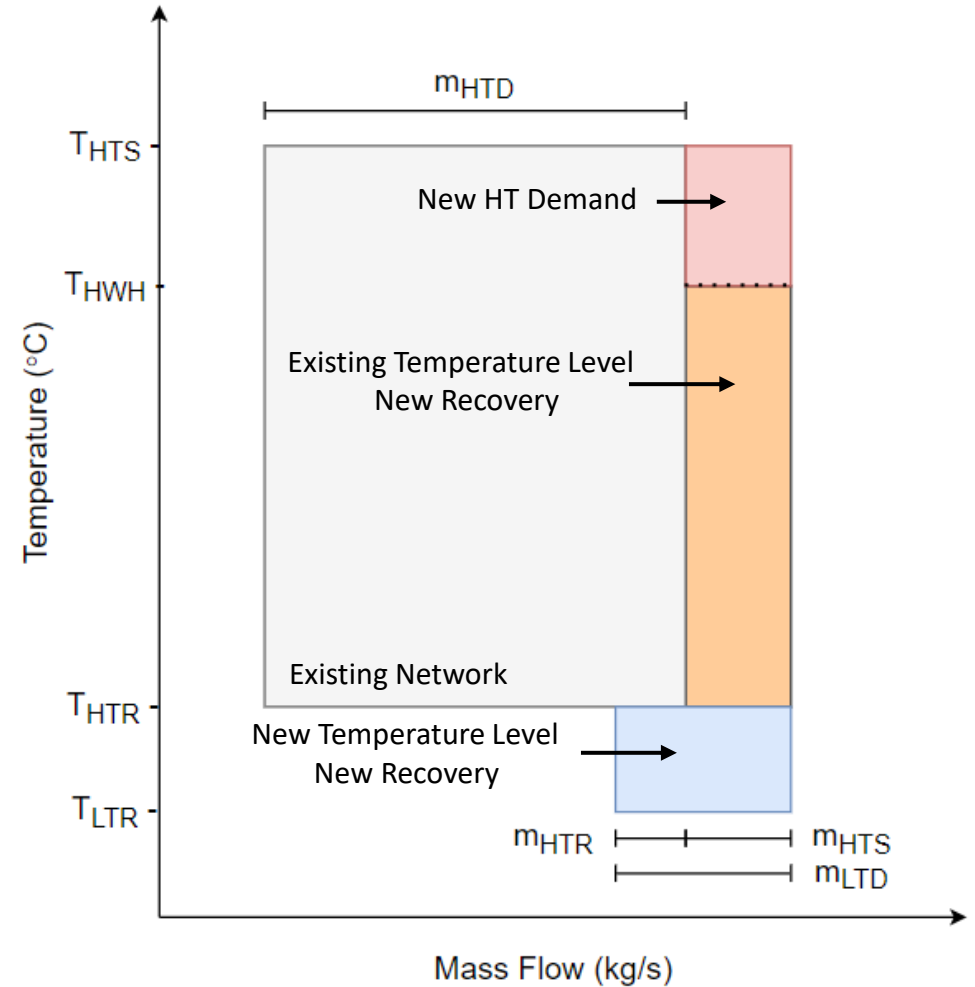 mHTD
THTS
New HT Demand
THWH
Existing Temperature Level
New Recovery
Temperature (°C)
Existing Network
THTR
New Temperature Level
New Recovery
TLTR
mHTR
mHTS
mLTD
Mass Flow (kg/s)